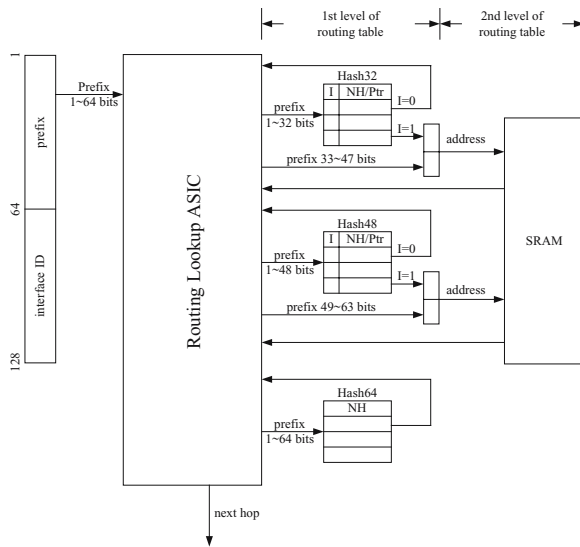 1st level of
routing table
2nd level of
routing table
1
prefix
64
interface ID
128
Prefix
1~64 bits
Routing Lookup ASIC
Hash32
I NH/Ptr
prefix
1~32 bits
I=0
I=1
address
prefix 33~47 bits
Hash48
I NH/Ptr
prefix
1~48 bits
I=0
I=1
address
prefix 49~63 bits
SRAM
Hash64
NH
prefix
1~64 bits
next hop